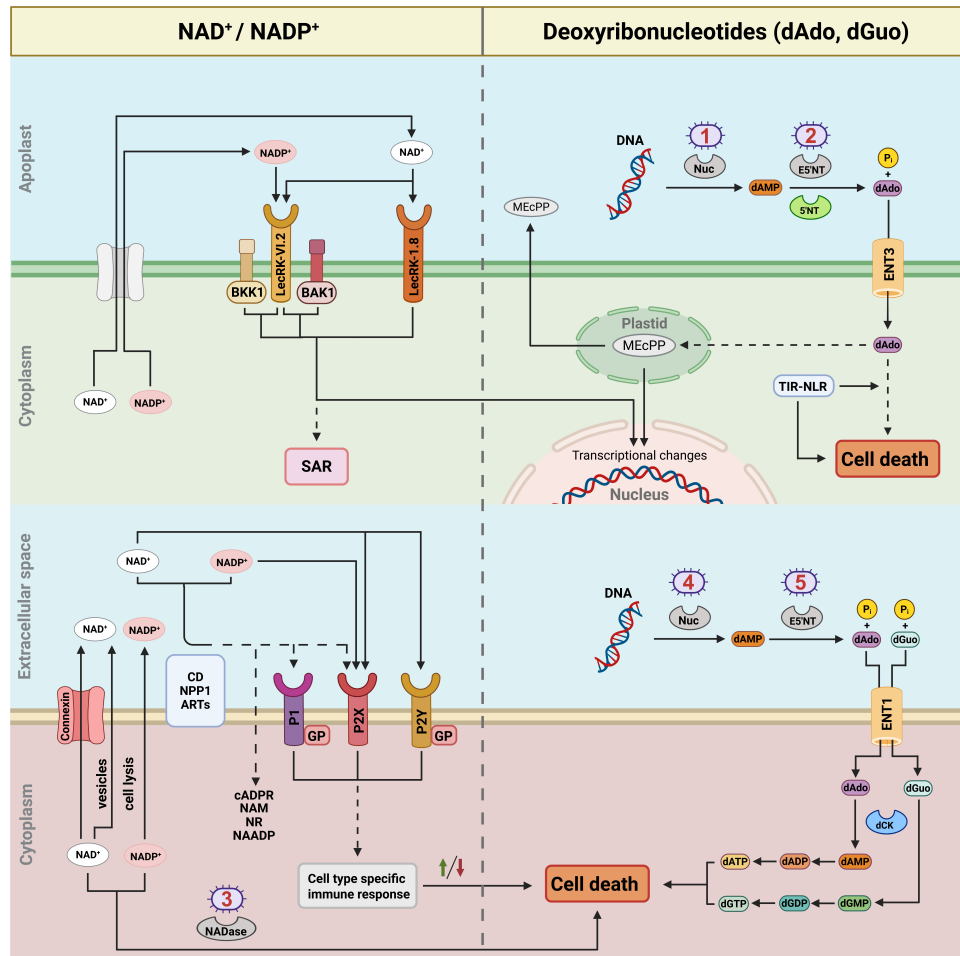 NAD⁺ / NADP⁺
Deoxyribonucleotides (dAdo, dGuo)
Apoplast
Cytoplasm
NADP⁺
NAD⁺
LecRK-VI.2
LecRK-1.8
BKK1
BAK1
NAD⁺
NADP⁺
SAR
DNA
1
Nuc
dAMP
2
E5'NT
5'NT
Pᵢ
+
dAdo
MEcPP
ENT3
Plastid
MEcPP
dAdo
TIR-NLR
Cell death
Transcriptional changes
Nucleus
Extracellular space
Cytoplasm
NAD⁺
NADP⁺
NAD⁺
NADP⁺
CD
NPP1
ARTs
Connexin
vesicles
cell lysis
P1
GP
P2X
P2Y
GP
cADPR
NAM
NR
NAADP
NAD⁺
NADP⁺
3
NADase
Cell type specific
immune response
/
Cell death
DNA
4
Nuc
dAMP
5
E5'NT
Pᵢ
+
dAdo
Pᵢ
+
dGuo
ENT1
dAdo
dGuo
dCK
dATP
dADP
dAMP
dGTP
dGDP
dGMP